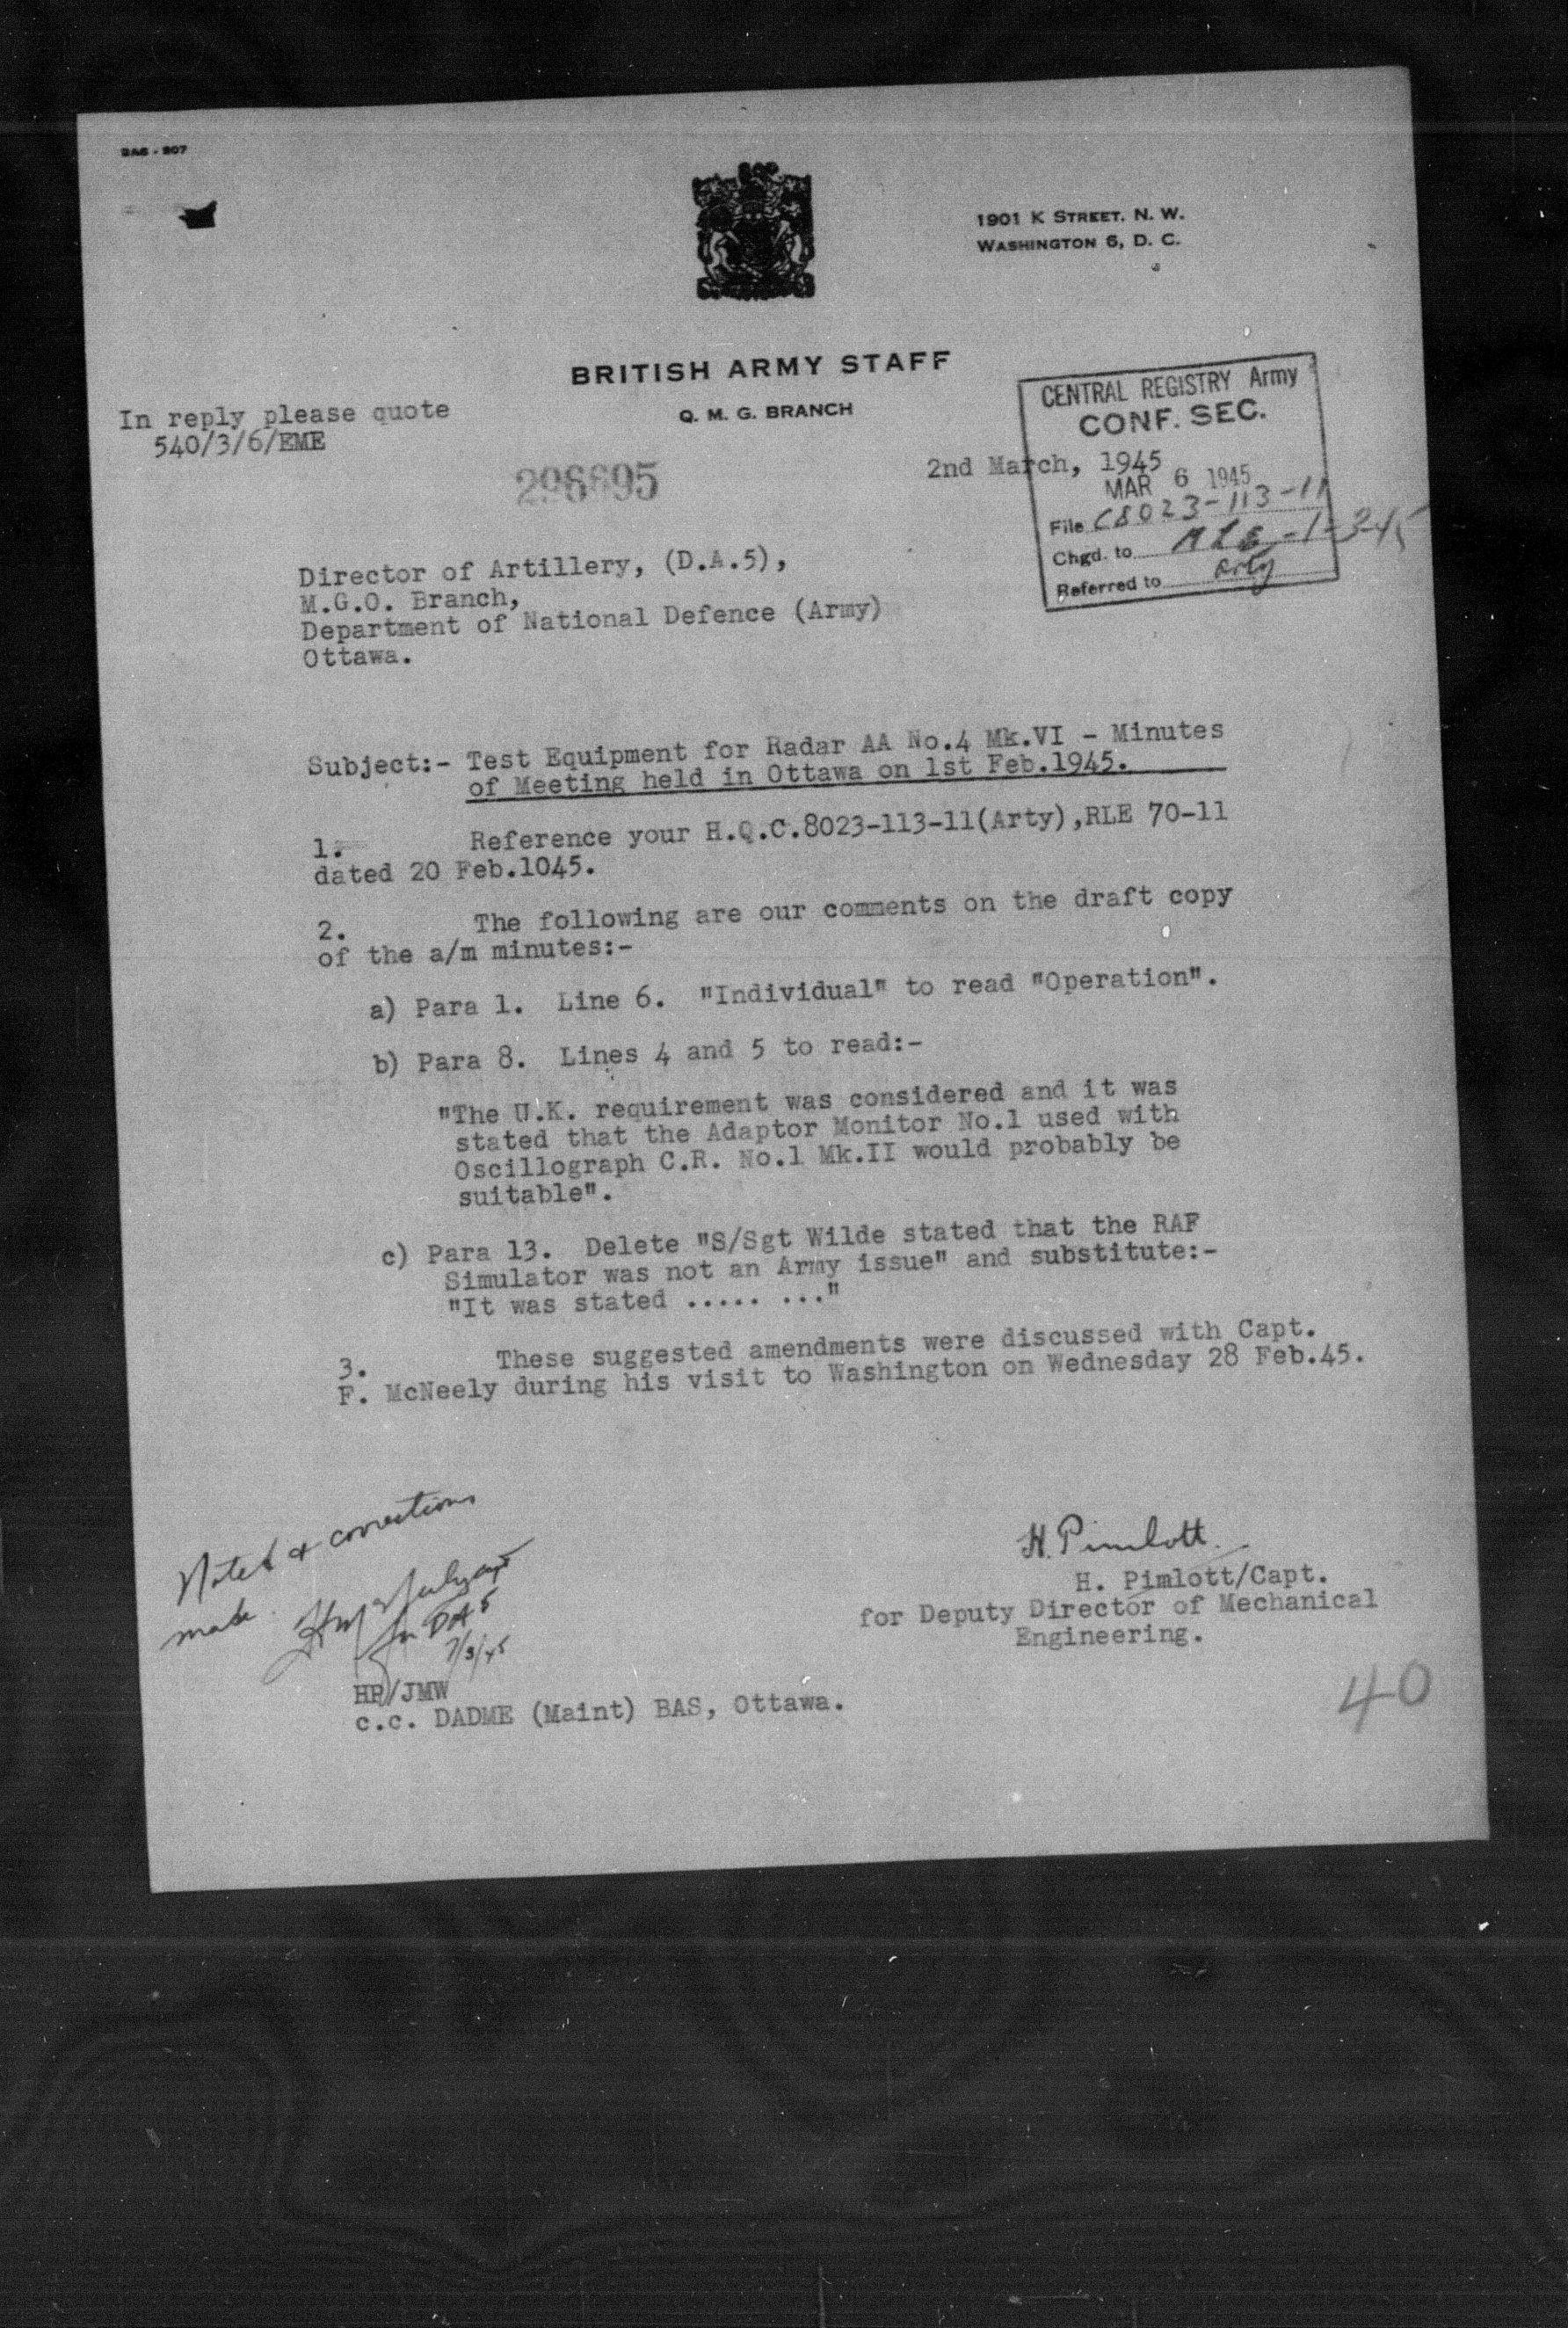 BAS - 207
1901 K STREET. N. W.
WASHINGTON 6, D. C.
BRITISH ARMY STAFF
Q. M. G. BRANCH
In reply please quote
540/3/6/EME
296695
2nd March, 1945
CENTRAL REGISTRY Army
CONF. SEC.
MAR 6 1945
File C8023-113-11
Chgd. to
Referred to Arty
Director of Artillery, (D.A.5),
M.G.O. Branch,
Department of National Defence (Army)
Ottawa.
Subject:- Test Equipment for Radar AA No.4 Mk.VI - Minutes
of Meeting held in Ottawa on 1st Feb.1945.
1. Reference your H.Q.C.8023-113-11(Arty),RLE 70-11
dated 20 Feb.1045.
2. The following are our comments on the draft copy
of the a/m minutes:-
a) Para 1. Line 6. "Individual" to read "Operation".
b) Para 8. Lines 4 and 5 to read:-
"The U.K. requirement was considered and it was
stated that the Adaptor Monitor No.1 used with
Oscillograph C.R. No.1 Mk.II would probably be
suitable".
c) Para 13. Delete "S/Sgt Wilde stated that the RAF
Simulator was not an Army issue" and substitute:-
"It was stated ..... ..."
3. These suggested amendments were discussed with Capt.
F. McNeely during his visit to Washington on Wednesday 28 Feb.45.
Noted & corrections
made.
for DA5
7/3/45
H. Pimlott.
H. Pimlott/Capt.
for Deputy Director of Mechanical
Engineering.
HP/JMW
c.c. DADME (Maint) BAS, Ottawa.
40